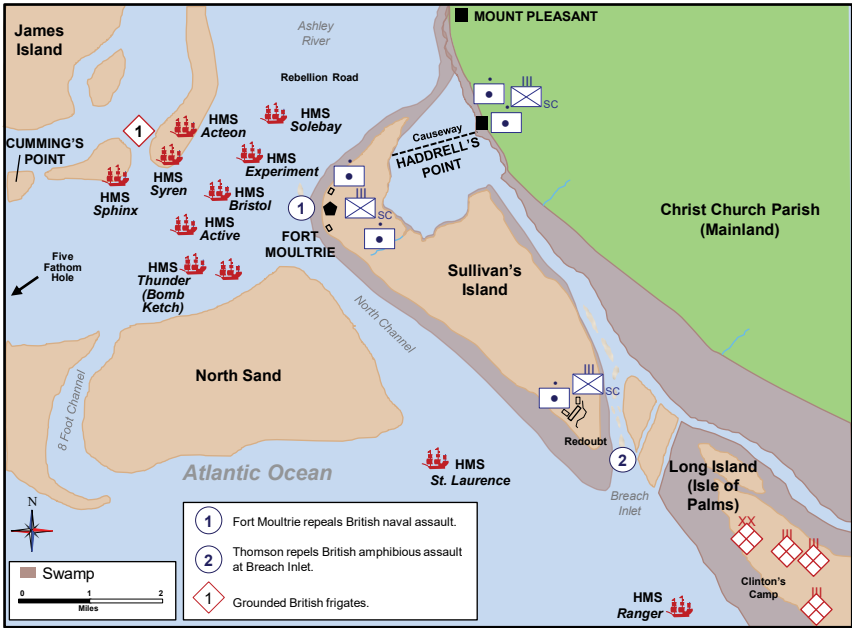 James
Island
Ashley
River
MOUNT PLEASANT
Rebellion Road
SC
HMS
Acteon
HMS
Solebay
1
CUMMING'S
POINT
Causeway
HADDRELL'S
POINT
HMS
Experiment
HMS
Syren
HMS
Sphinx
HMS
Bristol
1
SC
HMS
Active
FORT
MOULTRIE
Christ Church Parish
(Mainland)
Five
Fathom
Hole
HMS
Thunder
(Bomb
Ketch)
Sullivan's
Island
North Channel
North Sand
8 Foot Channel
SC
Redoubt
2
HMS
St. Laurence
Atlantic Ocean
Breach
Inlet
Long Island
(Isle of
Palms)
XX
Clinton's
Camp
HMS
Ranger
N
Swamp
0 1 2
Miles
1 Fort Moultrie repeals British naval assault.
2 Thomson repels British amphibious assault
at Breach Inlet.
1 Grounded British frigates.